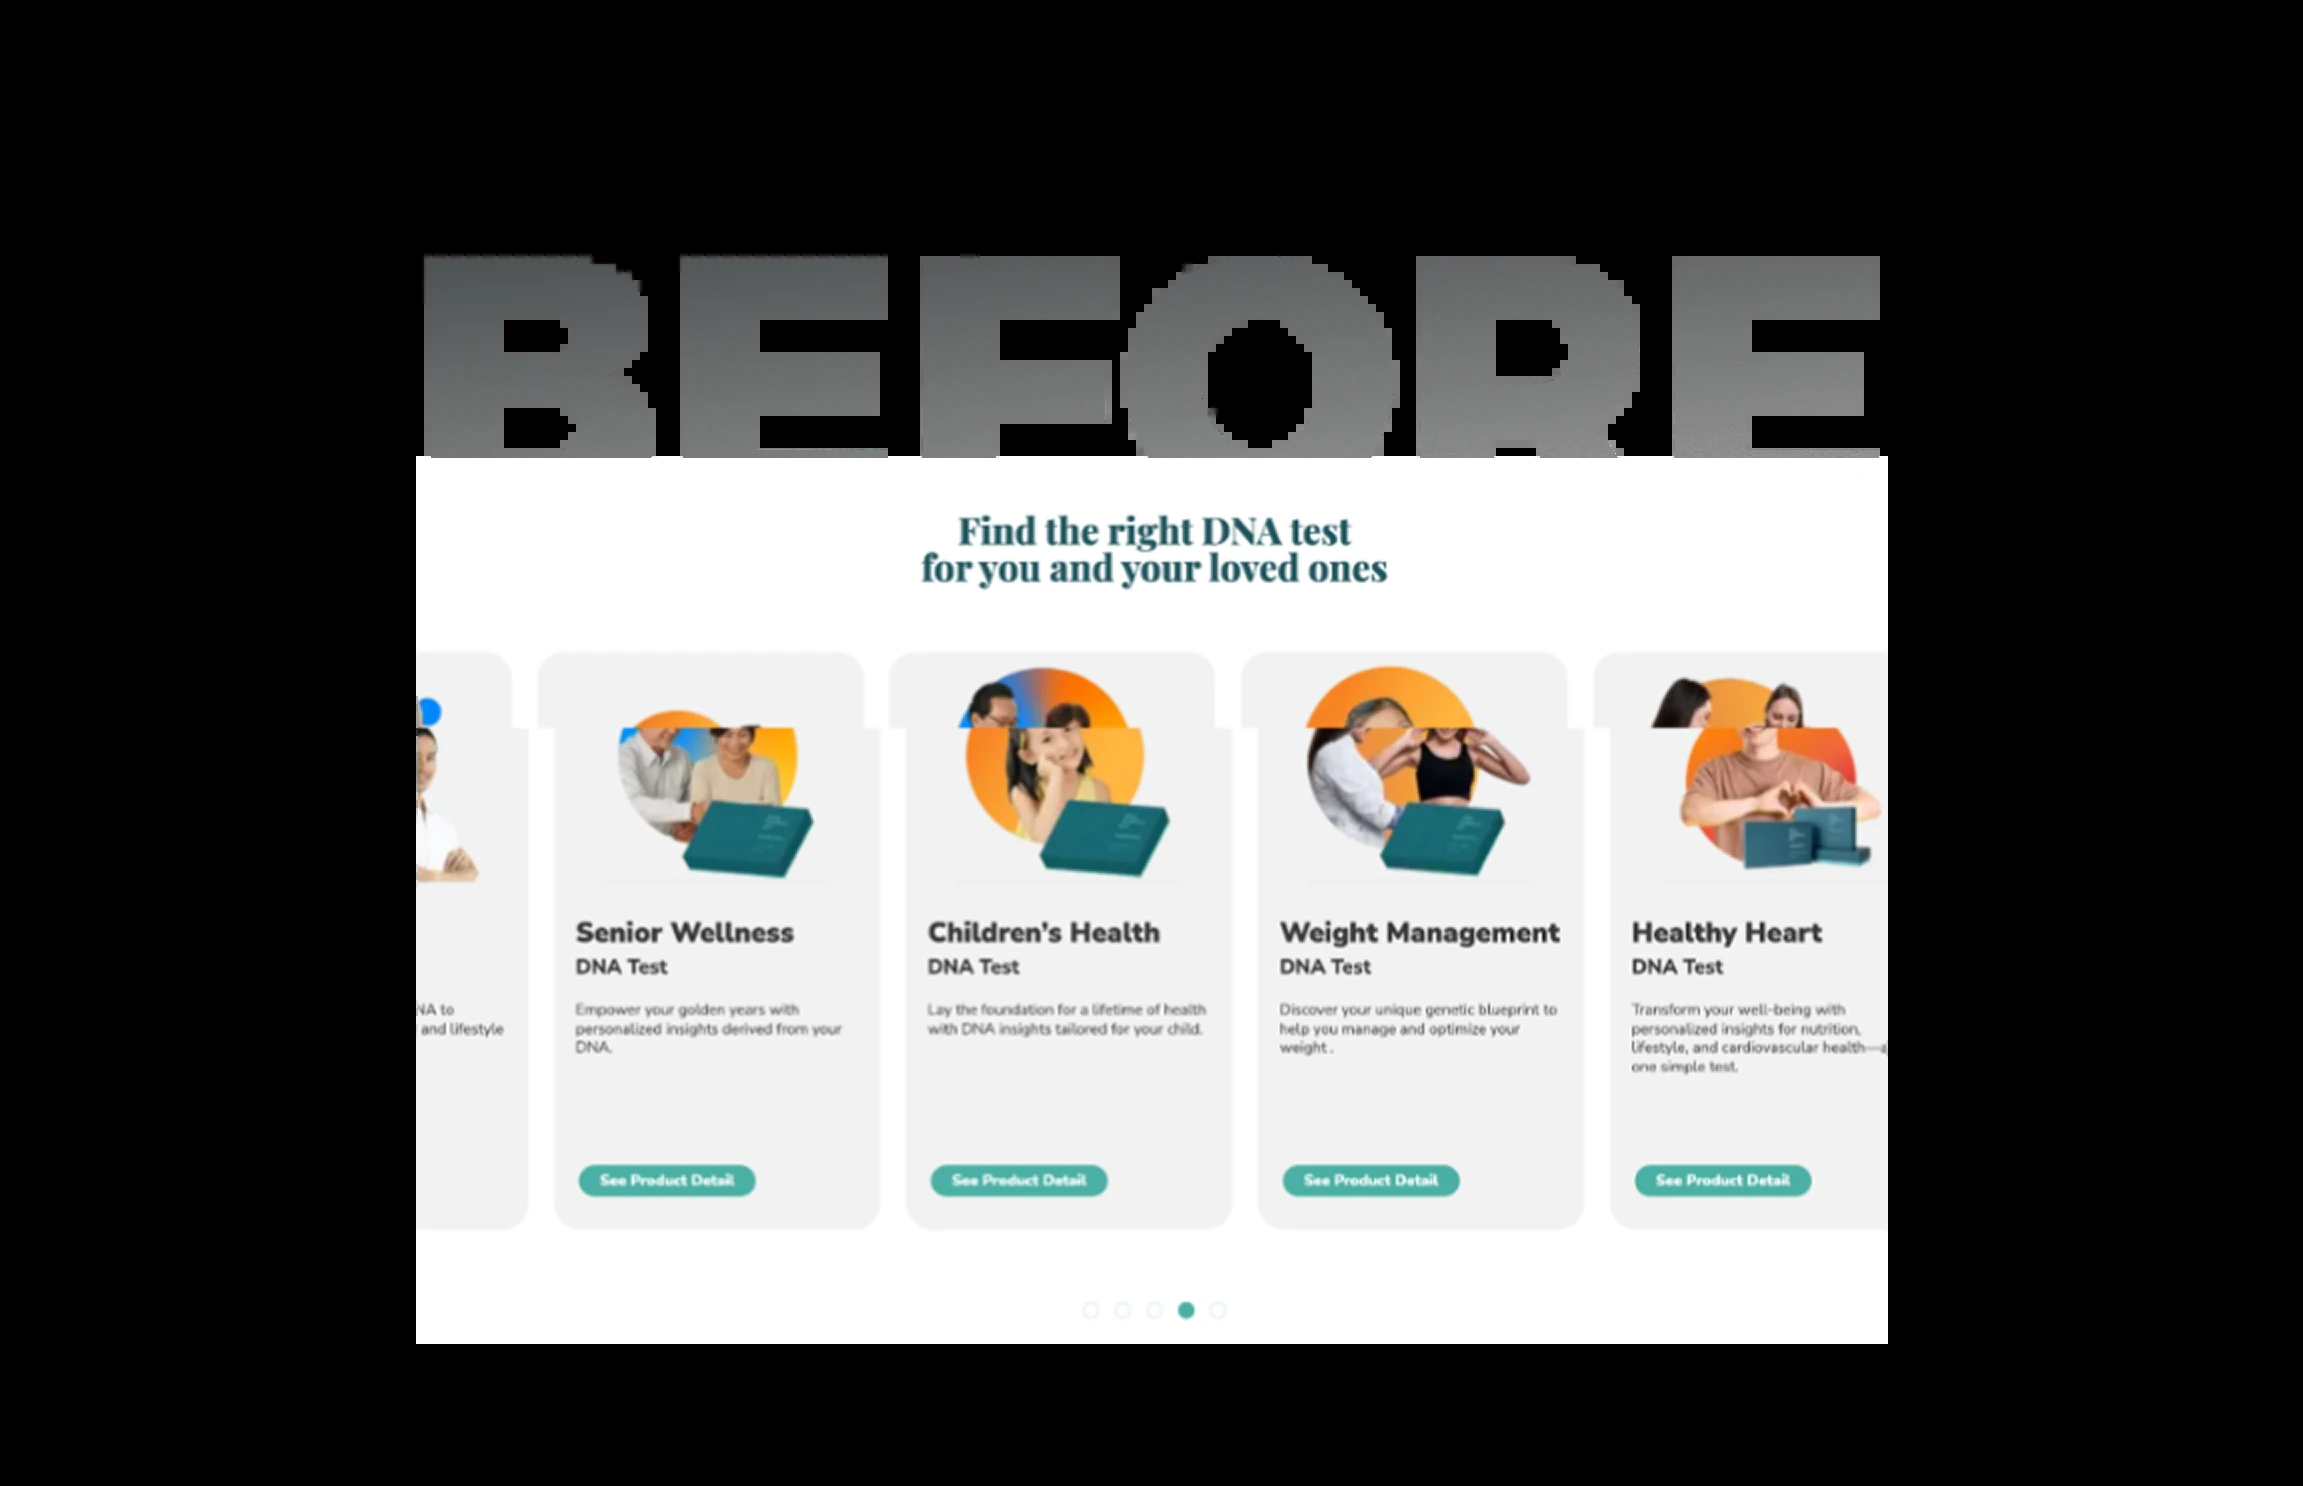 BEFORE
Find the right DNA test
for you and your loved ones
NA to
and lifestyle
Senior Wellness
DNA Test
Empower your golden years with
personalized insights derived from your
DNA.
See Product Detail
Children's Health
DNA Test
Lay the foundation for a lifetime of health
with DNA insights tailored for your child.
See Product Detail
Weight Management
DNA Test
Discover your unique genetic blueprint to
help you manage and optimize your
weight .
See Product Detail
Healthy Heart
DNA Test
Transform your well-being with
personalized insights for nutrition,
lifestyle, and cardiovascular health—a
one simple test.
See Product Detail